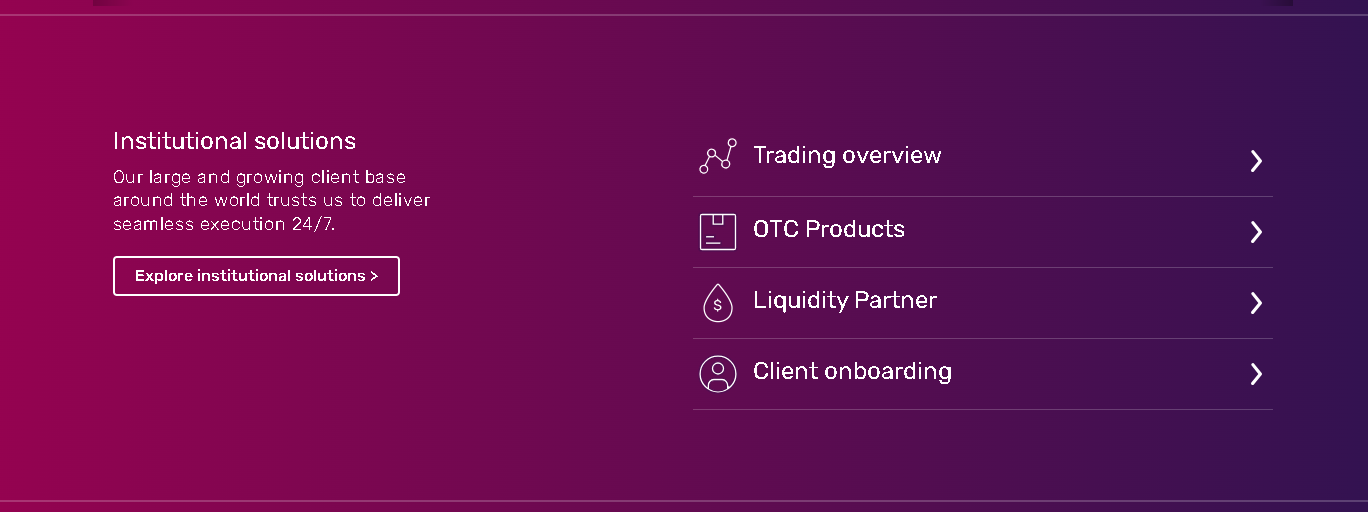 Institutional solutions
Our large and growing client base
around the world trusts us to deliver
seamless execution 24/7.
Explore institutional solutions >
Trading overview
OTC Products
$
Liquidity Partner
Client onboarding